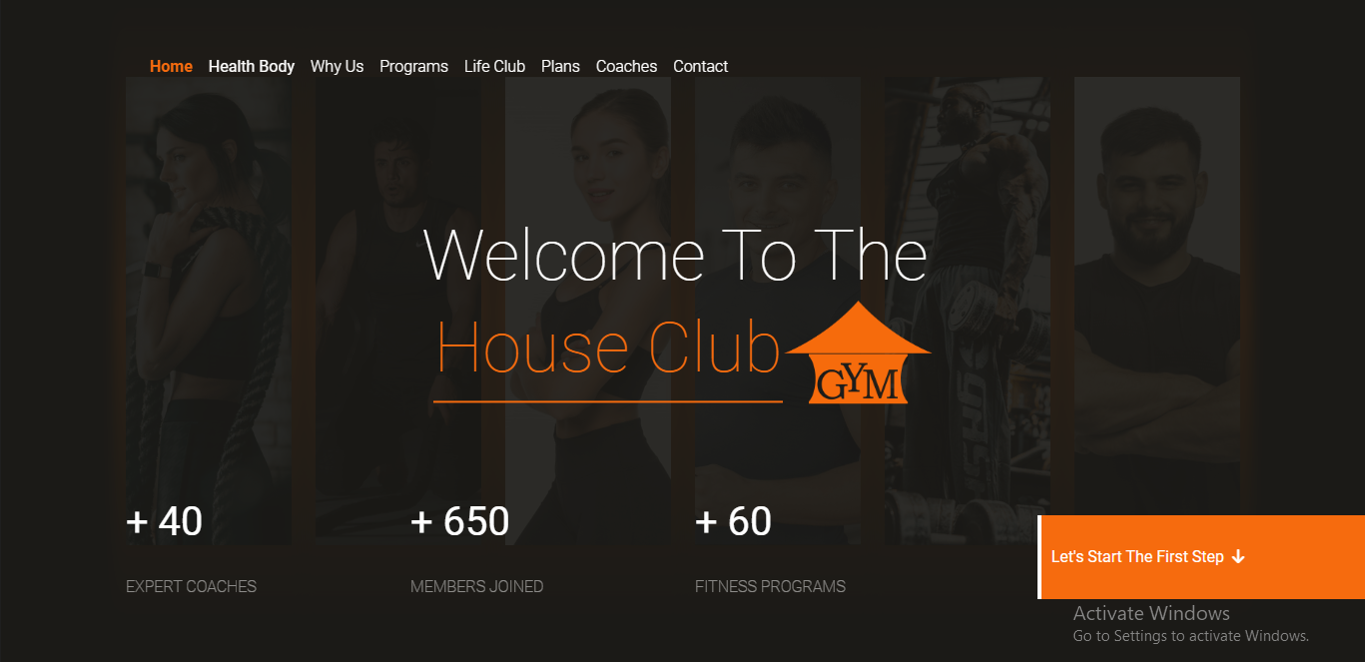 Home Health Body Why Us Programs Life Club Plans Coaches Contact
Welcome To The
House Club
GYM
+ 40
+ 650
+ 60
EXPERT COACHES
MEMBERS JOINED
FITNESS PROGRAMS
Let's Start The First Step
Activate Windows
Go to Settings to activate Windows.